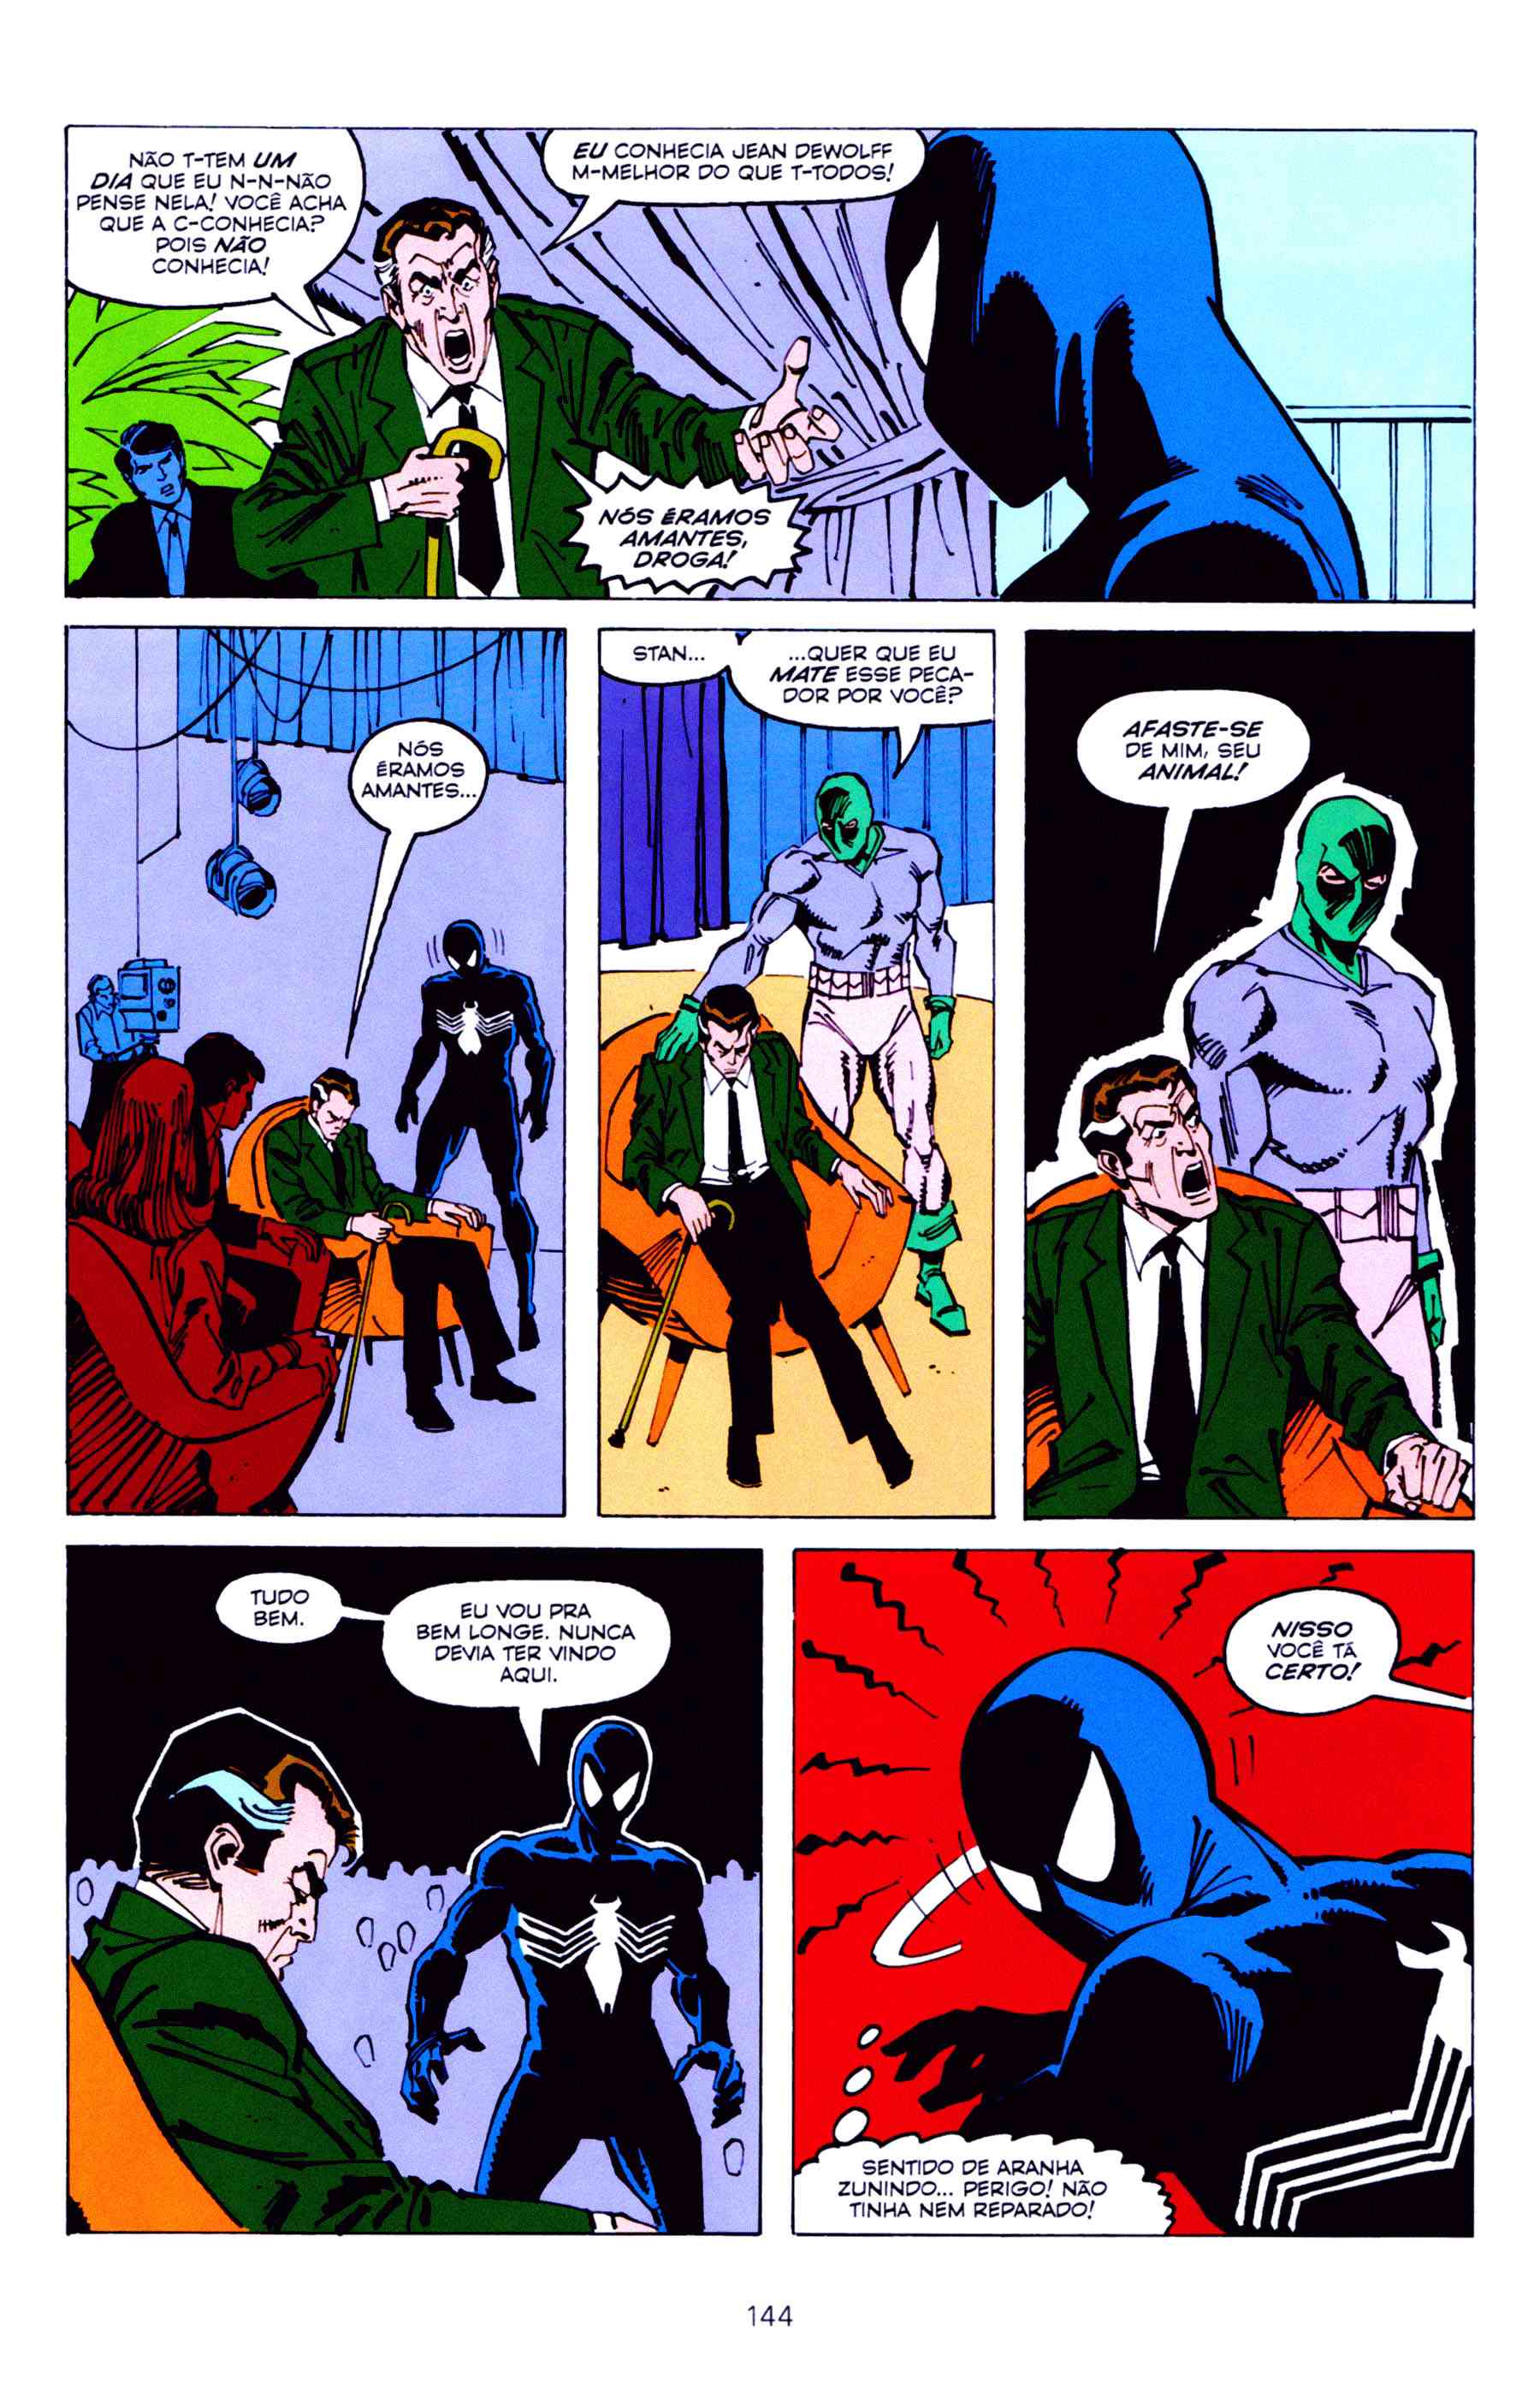 NÃO T-TEM UM
DIA QUE EU N-N-NÃO
PENSE NELA! VOCÊ ACHA
QUE A C-CONHECIA?
POIS NÃO
CONHECIA!
EU CONHECIA JEAN DEWOLFF
M-MELHOR DO QUE T-TODOS!
NÓS ÉRAMOS
AMANTES,
DROGA!
NÓS
ÉRAMOS
AMANTES...
STAN...
...QUER QUE EU
MATE ESSE PECA-
DOR POR VOCÊ?
AFASTE-SE
DE MIM, SEU
ANIMAL!
TUDO
BEM.
EU VOU PRA
BEM LONGE. NUNCA
DEVIA TER VINDO
AQUI.
NISSO
VOCÊ TÁ
CERTO!
SENTIDO DE ARANHA
ZUNINDO... PERIGO! NÃO
TINHA NEM REPARADO!
144